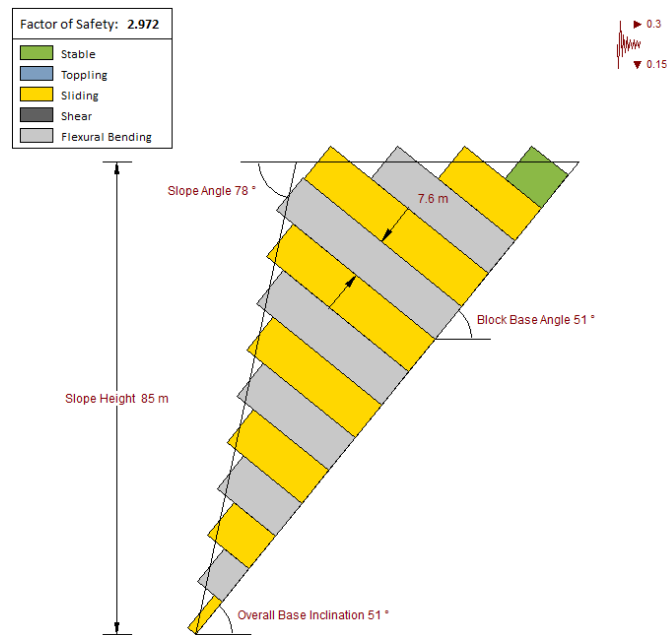 Factor of Safety: 2.972
Stable
Toppling
Sliding
Shear
Flexural Bending
0.3
0.15
Slope Angle 78 °
7.6 m
Block Base Angle 51 °
Slope Height 85 m
Overall Base Inclination 51 °